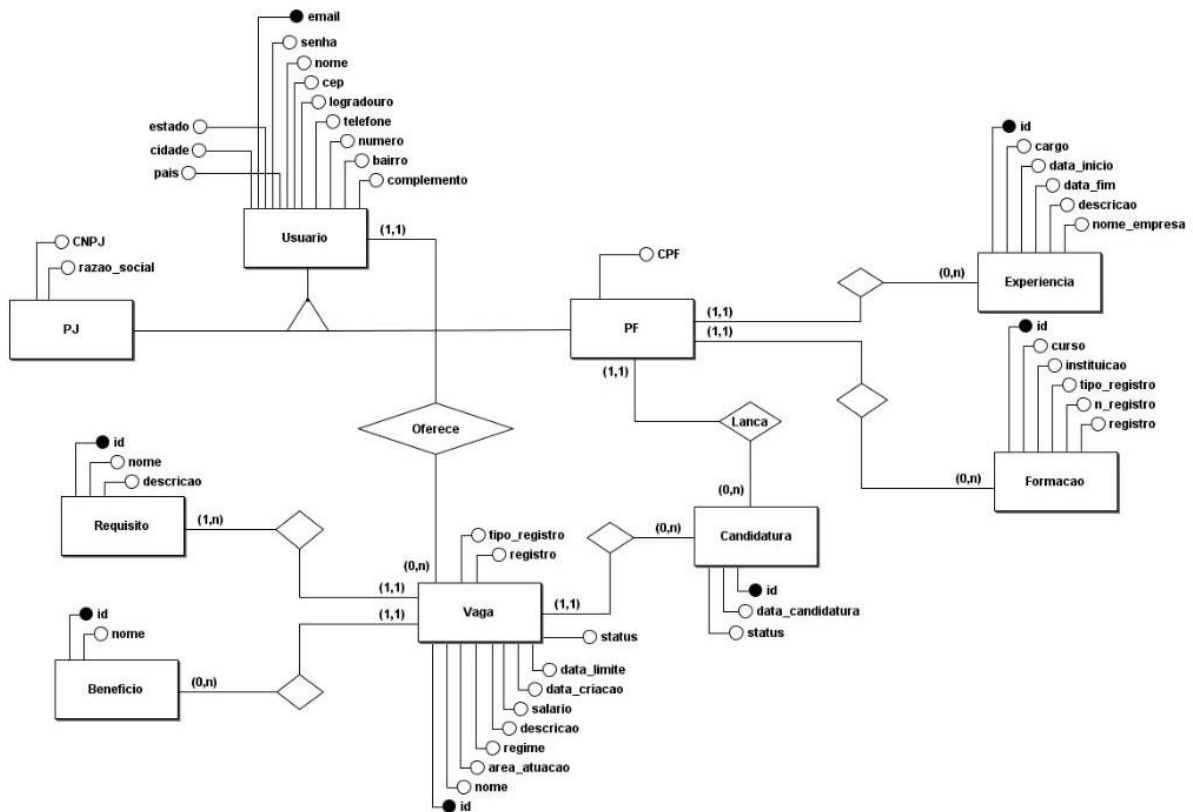 email
senha
nome
cep
logradouro
telefone
numero
bairro
complemento
estado
cidade
pais
Usuario
(1,1)
CNPJ
razao_social
PJ
CPF
PF
(1,1)
(1,1)
(1,1)
id
cargo
data_inicio
data_fim
descricao
nome_empresa
(0,n)
Experiencia
id
curso
instituicao
tipo_registro
n_registro
registro
(0,n)
Formacao
Oferece
Lanca
id
nome
descricao
Requisito
(1,n)
(0,n)
(1,1)
(0,n)
(0,n)
Candidatura
id
data_candidatura
status
tipo_registro
registro
Vaga
(1,1)
(1,1)
status
data_limite
data_criacao
salario
descricao
regime
area_atuacao
nome
id
id
nome
Beneficio
(0,n)